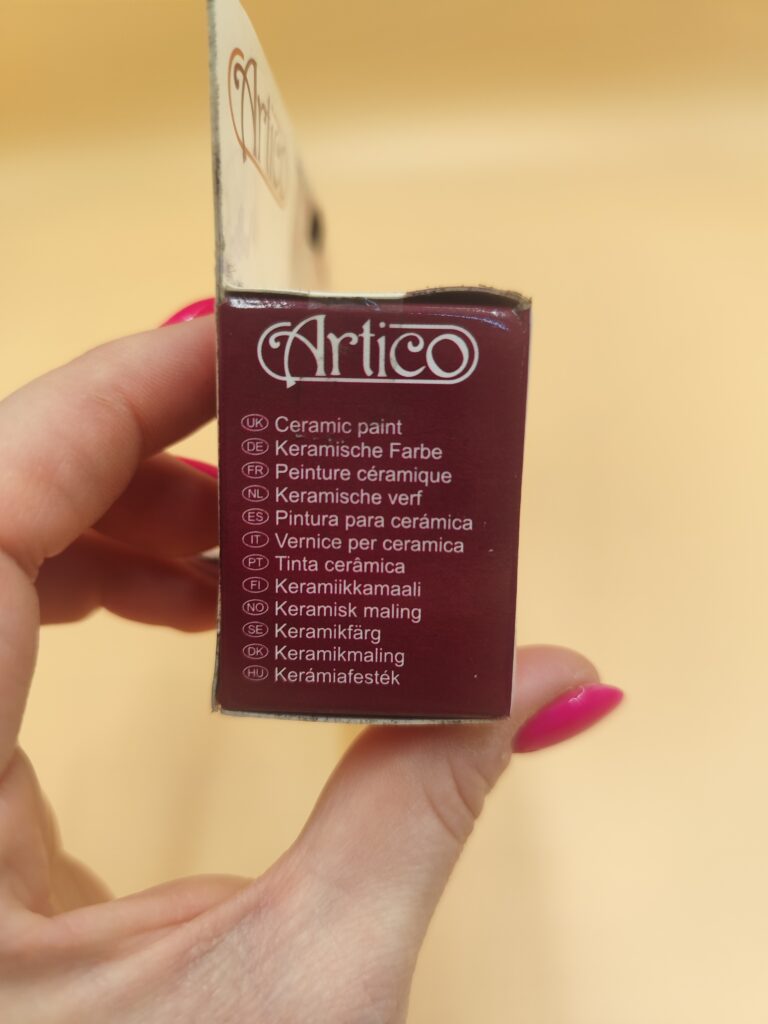 Artico
Artico
UK Ceramic paint
DE Keramische Farbe
FR Peinture céramique
NL Keramische verf
ES Pintura para cerámica
IT Vernice per ceramica
PT Tinta cerâmica
FI Keramiikkamaali
NO Keramisk maling
SE Keramikfärg
DK Keramikmaling
HU Kerámiafesték